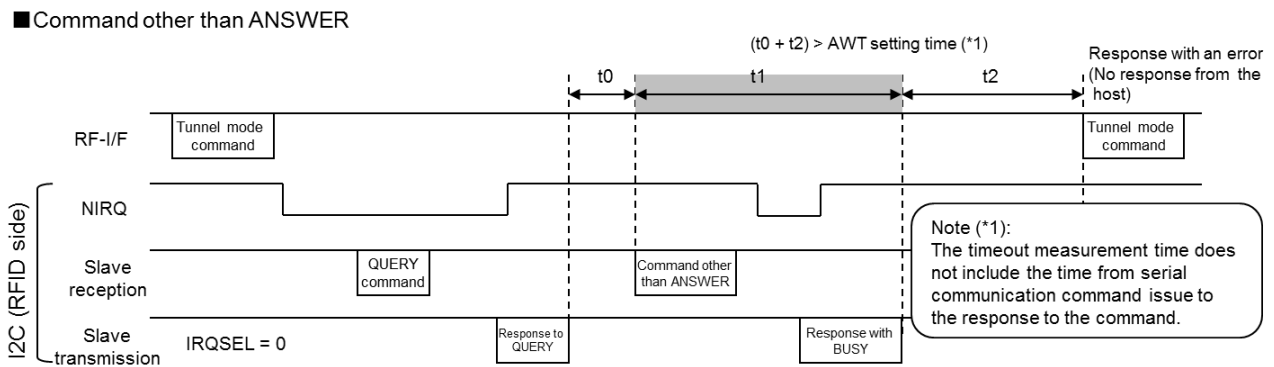 ■Command other than ANSWER
(t0 + t2) > AWT setting time (*1)
Response with an error
(No response from the
host)
t0
t1
t2
RF-I/F
Tunnel mode
command
Tunnel mode
command
NIRQ
I2C (RFID side)
Slave
reception
QUERY
command
Command other
than ANSWER
Note (*1):
The timeout measurement time does
not include the time from serial
communication command issue to
the response to the command.
Slave
transmission
IRQSEL = 0
Response to
QUERY
Response with
BUSY